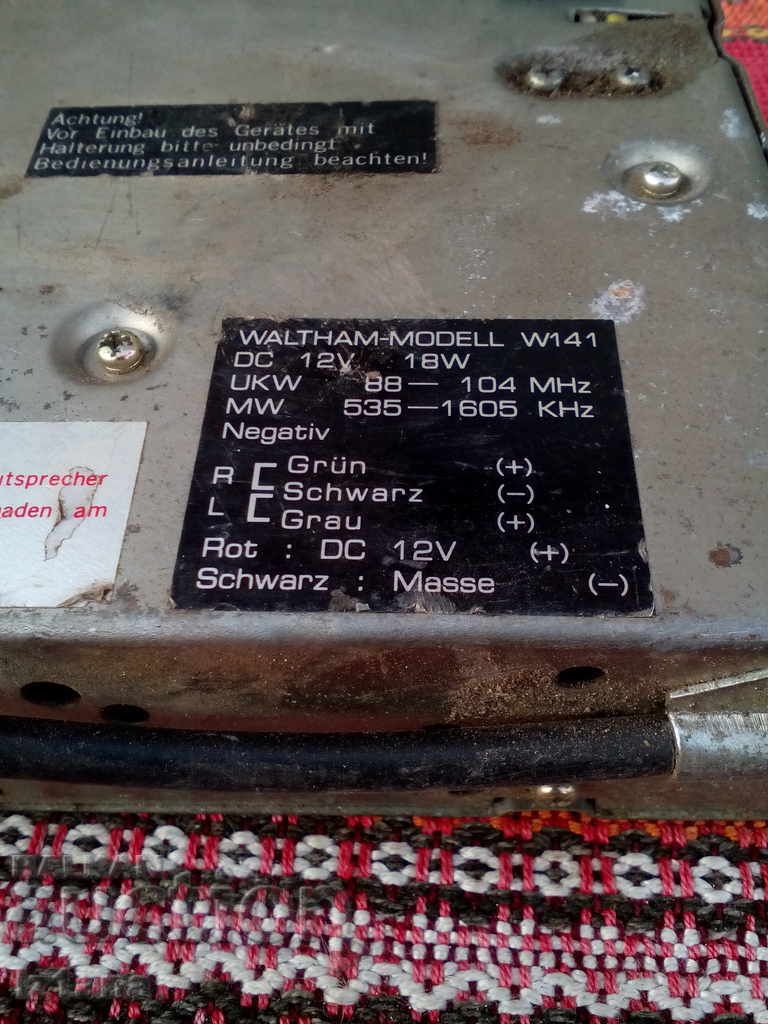 Achtung!
Vor Einbau des Gerätes mit
Halterung bitte unbedingt
Bedienungsanleitung beachten!
WALTHAM-MODELL W141
DC 12V 18W
UKW 88— 104 MHz
MW 535—1605 KHz
Negativ
R Grün (+)
Schwarz (—)
L Grau (+)
Rot : DC 12V (+)
Schwarz : Masse (—)
utsprecher
aden am
BALKAN